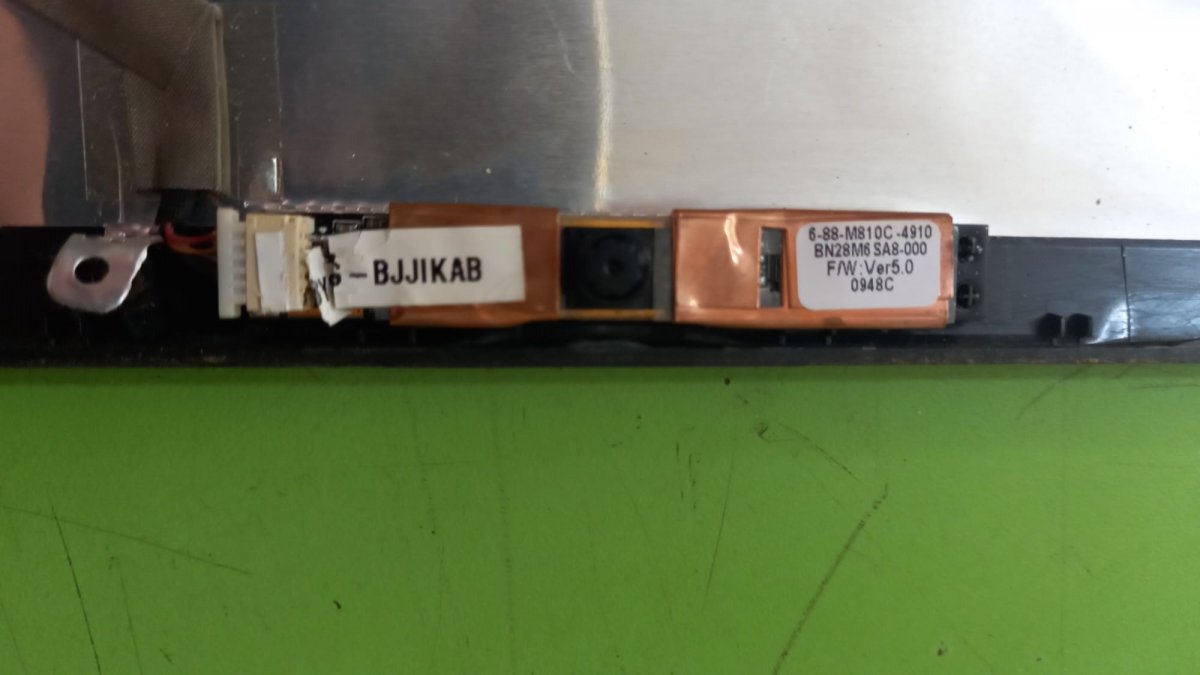 - BJJIKAB
6-88-M810C-4910
BN28M6SA8-000
F/W:Ver5.0
0948C